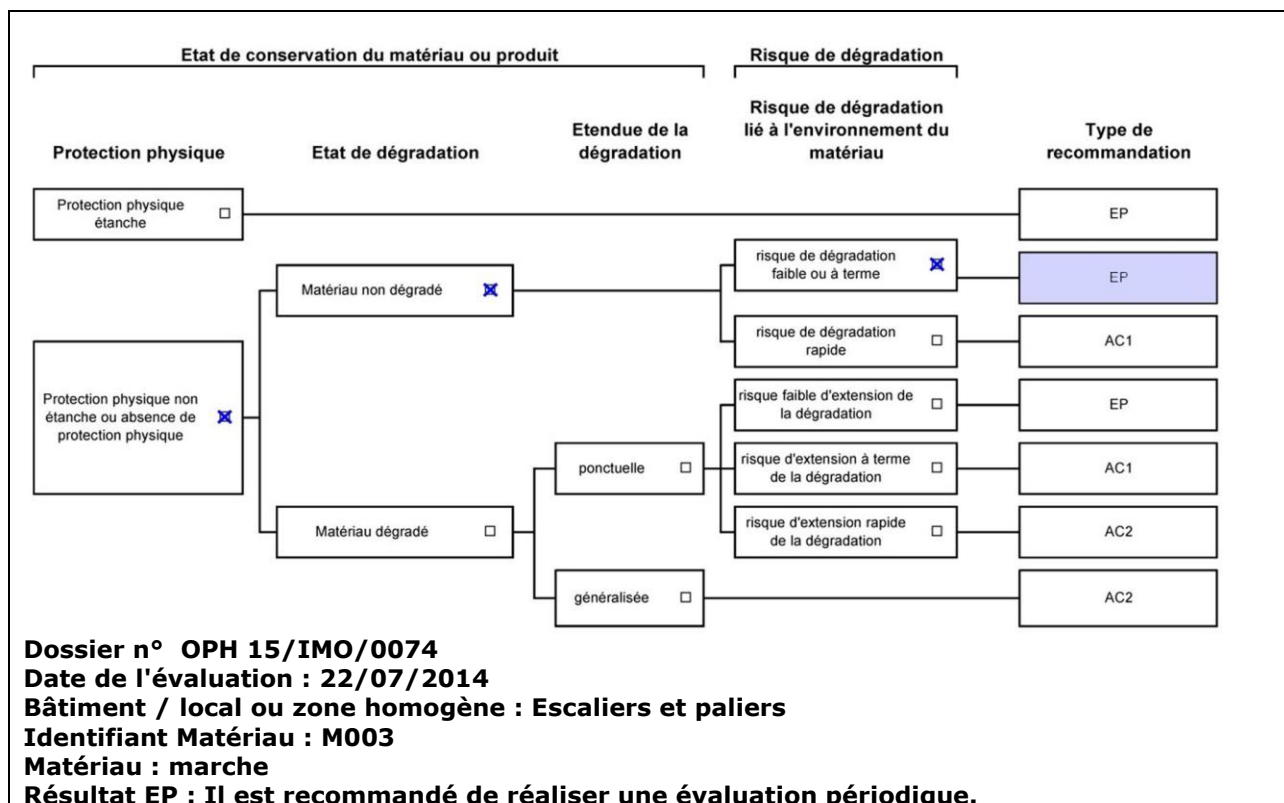 Etat de conservation du matériau ou produit
Risque de dégradation
Protection physique
Etat de dégradation
Etendue de la
dégradation
Risque de dégradation
lié à l'environnement du
matériau
Type de
recommandation
Protection physique
étanche
EP
risque de dégradation
faible ou à terme
Matériau non dégradé
EP
risque de dégradation
rapide
AC1
Protection physique non
étanche ou absence de
protection physique
risque faible d'extension de
la dégradation
EP
ponctuelle
risque d'extension à terme
de la dégradation
AC1
Matériau dégradé
risque d'extension rapide
de la dégradation
AC2
généralisée
AC2
Dossier n° OPH 15/IMO/0074
Date de l'évaluation : 22/07/2014
Bâtiment / local ou zone homogène : Escaliers et paliers
Identifiant Matériau : M003
Matériau : marche
Résultat EP : Il est recommandé de réaliser une évaluation périodique.